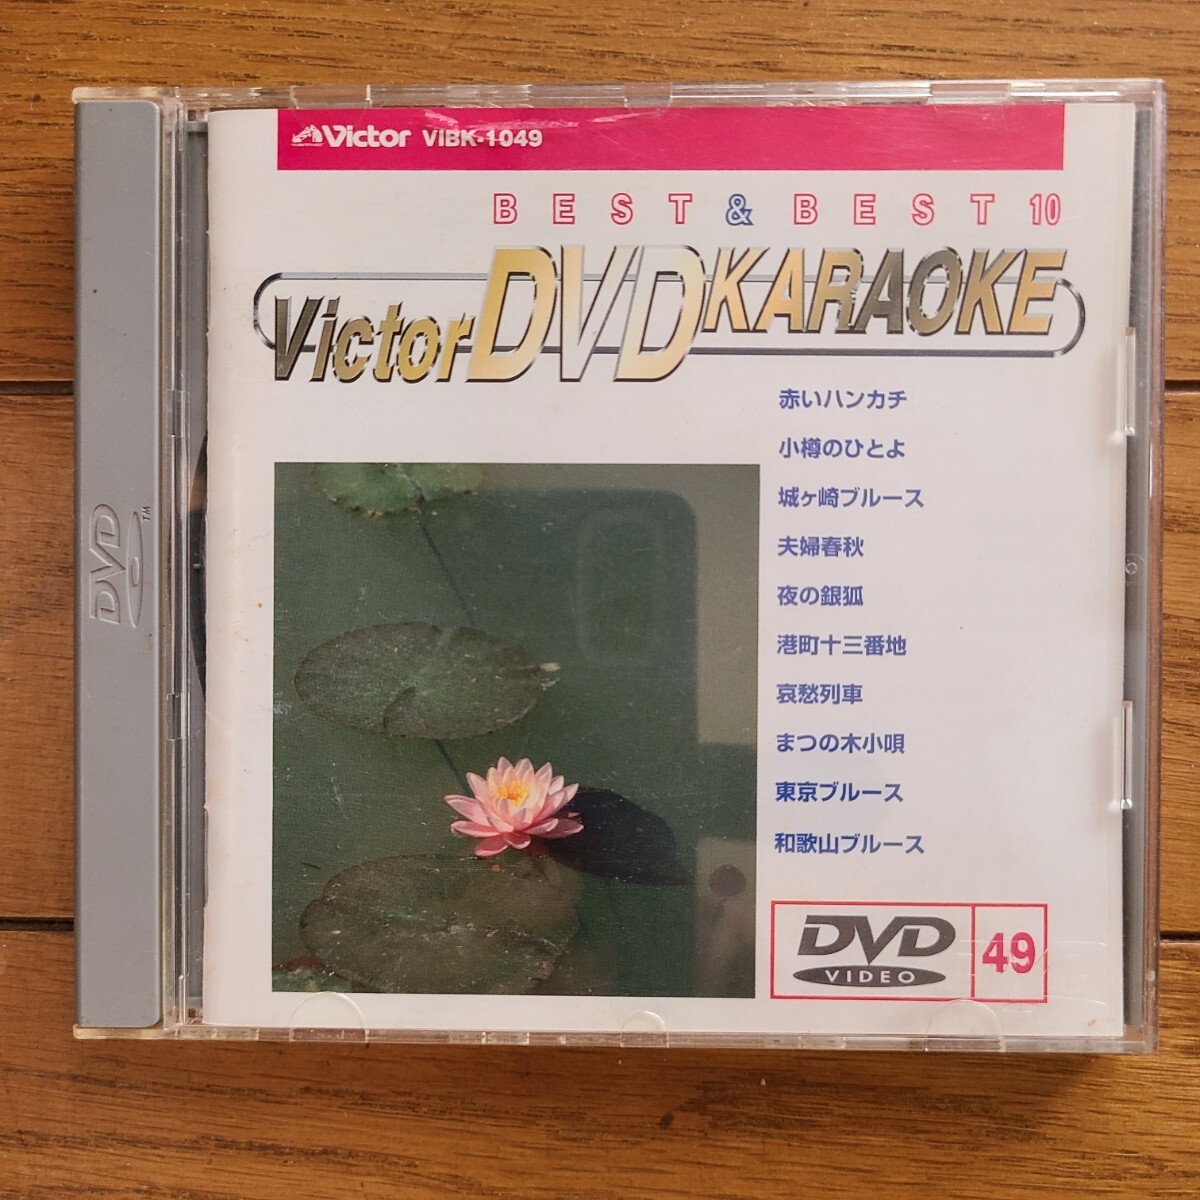 Victor VIBK-1049
BEST & BEST 10
Victor DVD KARAOKE
赤いハンカチ
小樽のひとよ
城ヶ崎ブルース
夫婦春秋
夜の銀狐
港町十三番地
哀愁列車
まつの木小唄
東京ブルース
和歌山ブルース
DVD
VIDEO
49
DVD™